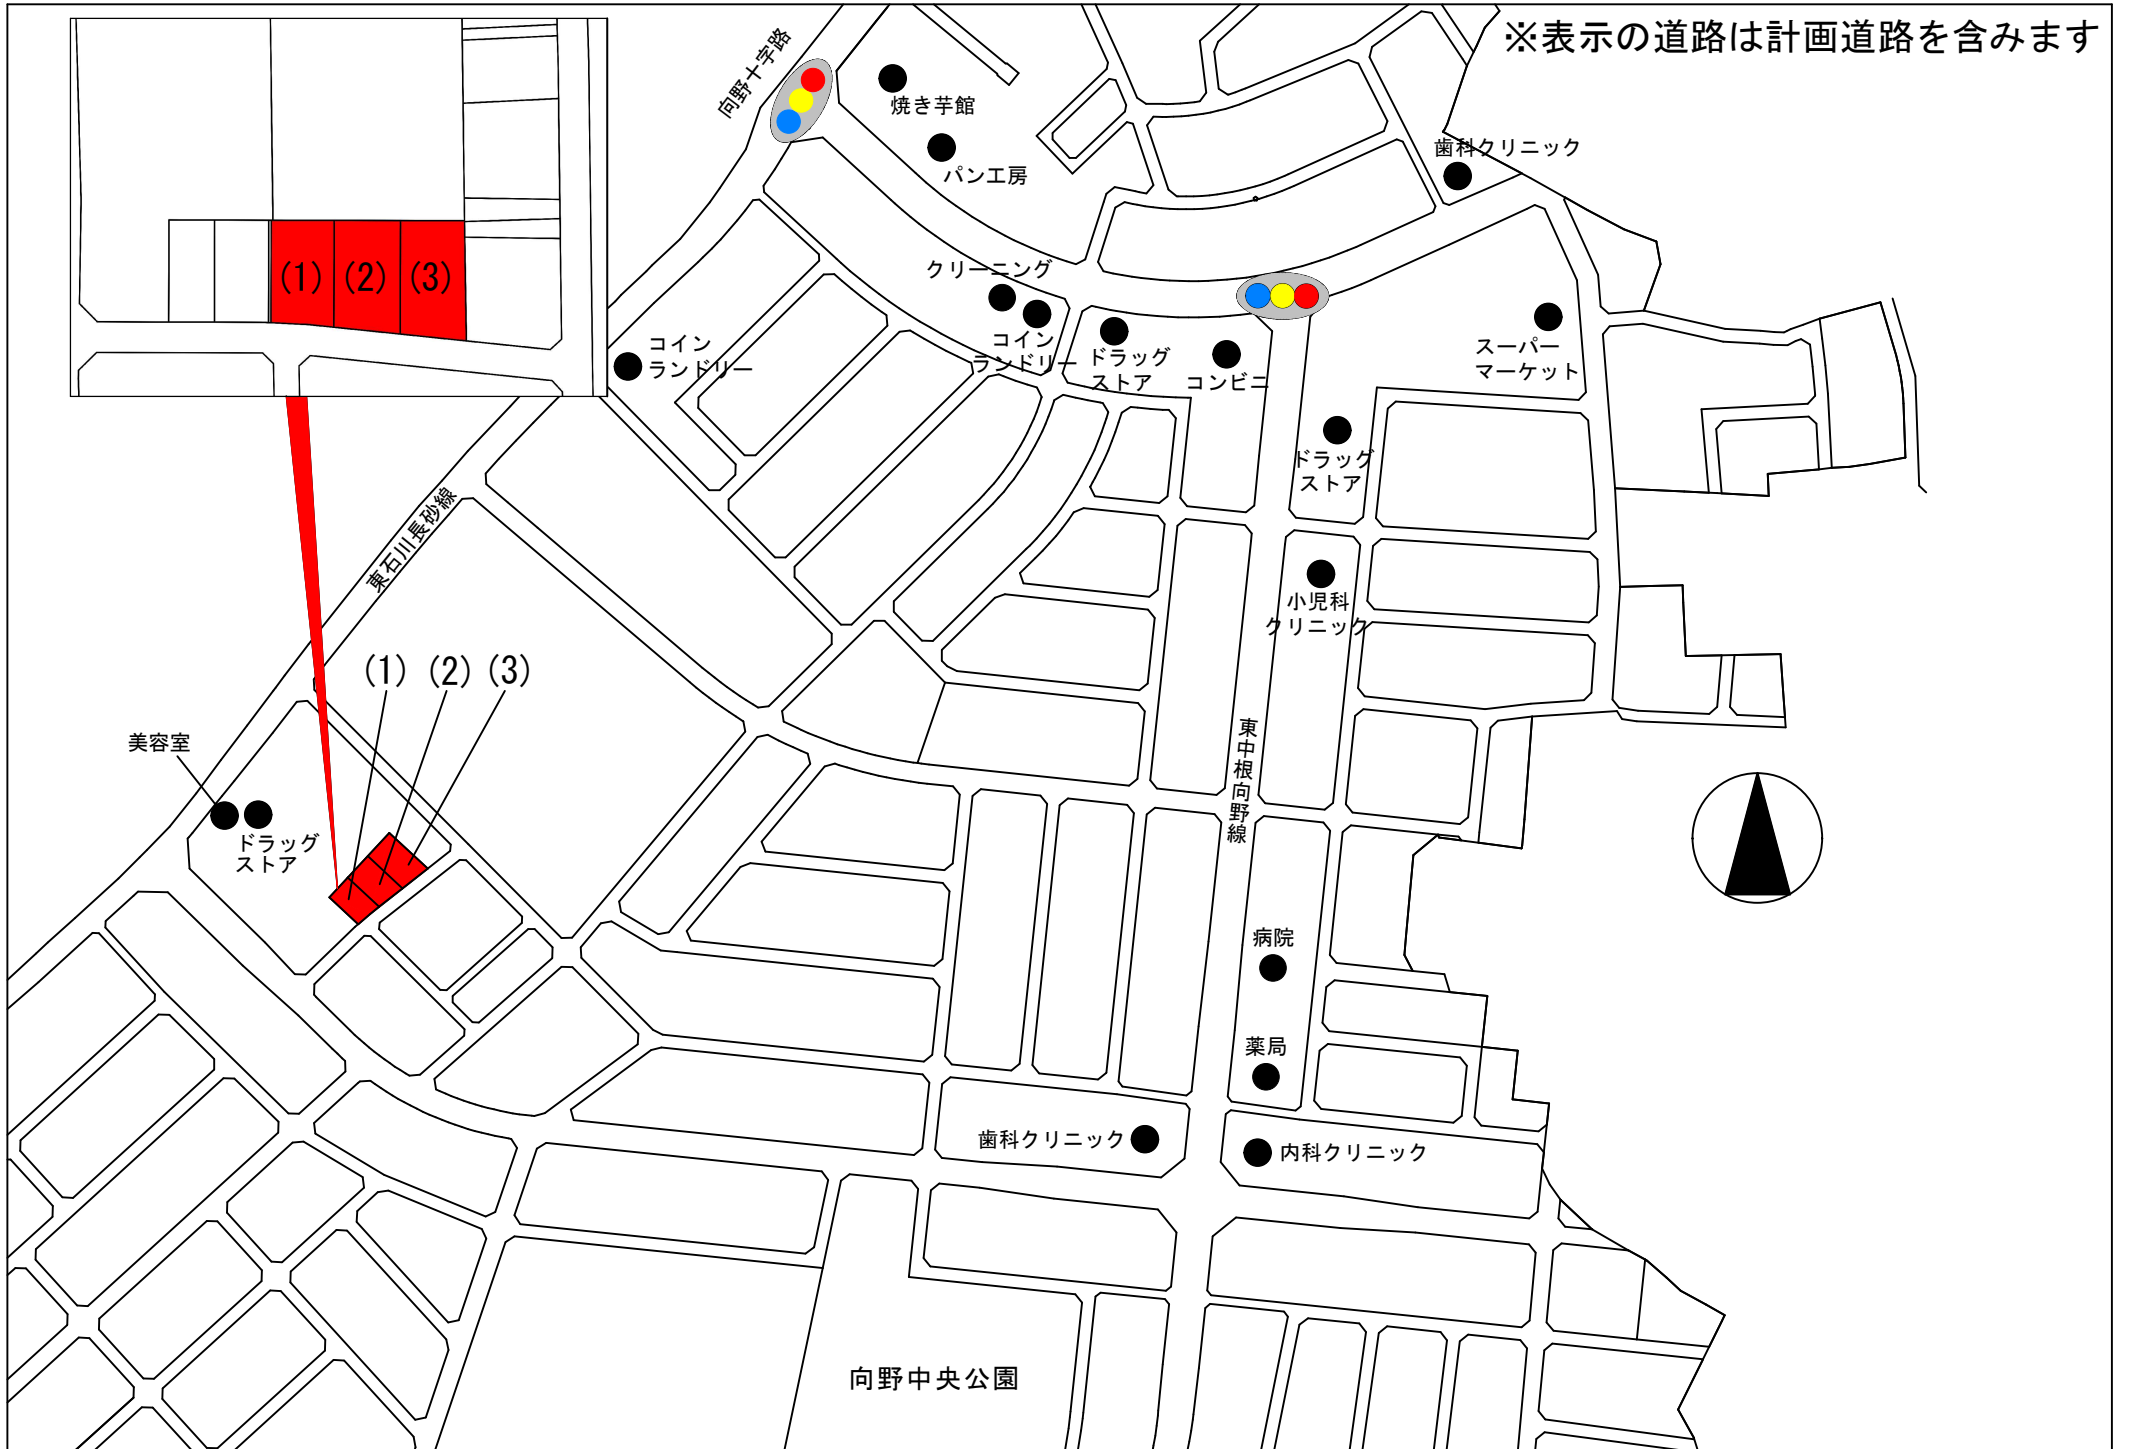 ※表示の道路は計画道路を含みます
向野十字路
焼き芋館
パン工房
歯科クリニック
クリーニング
コイン
ランドリー
コイン
ランドリー
ドラッグ
ストア
コンビニ
スーパー
マーケット
ドラッグ
ストア
(1)
(2)
(3)
東石川長砂線
小児科
クリニック
(1)
(2)
(3)
美容室
ドラッグ
ストア
東中根向野線
病院
薬局
歯科クリニック
内科クリニック
向野中央公園